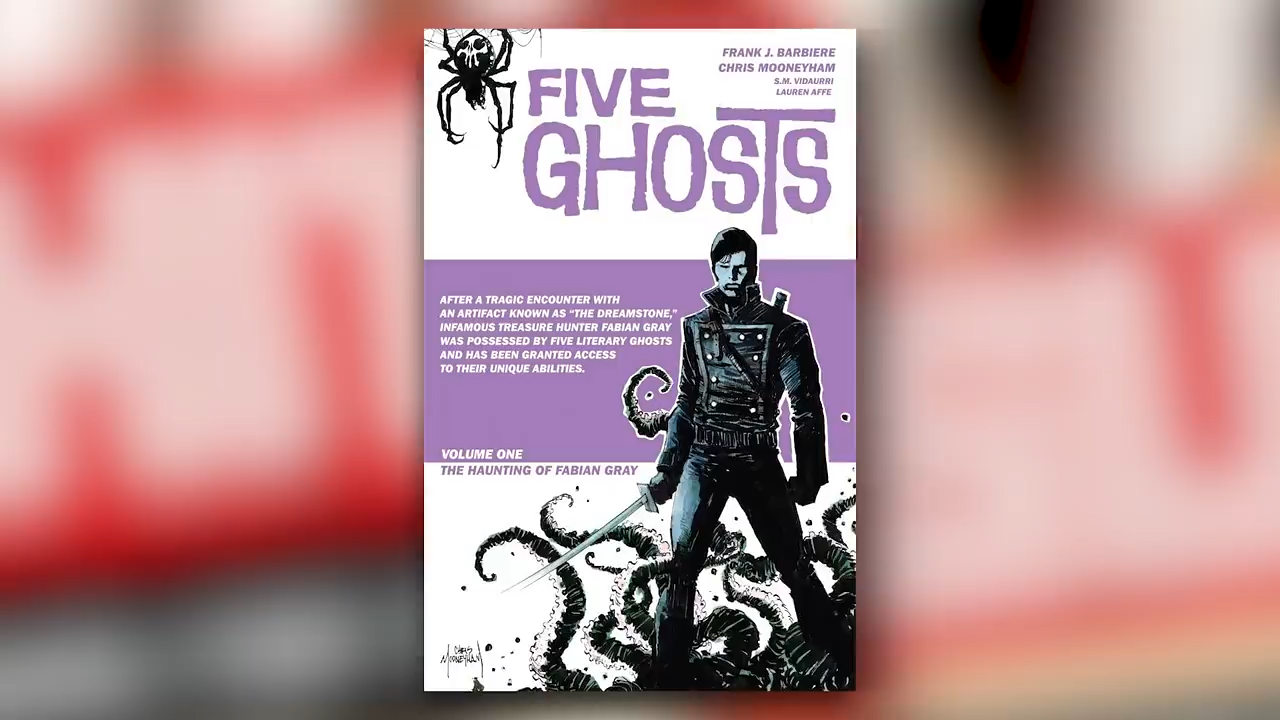 FRANK J. BARBIERE
CHRIS MOONEYHAM
S.M. VIDAURRI
LAUREN AFFE
FIVE
GHOSTS
AFTER A TRAGIC ENCOUNTER WITH
AN ARTIFACT KNOWN AS “THE DREAMSTONE,”
INFAMOUS TREASURE HUNTER FABIAN GRAY
WAS POSSESSED BY FIVE LITERARY GHOSTS
AND HAS BEEN GRANTED ACCESS
TO THEIR UNIQUE ABILITIES.
VOLUME ONE
THE HAUNTING OF FABIAN GRAY
CHRIS
MOONEYHAM